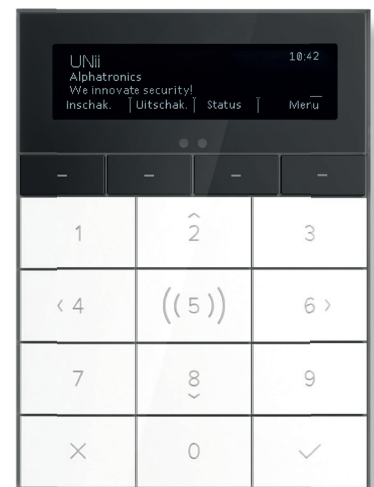 UNii 10:42
Alphatronics
We innovate security!
Inschak. Uitschak. Status Menu
1 2 3
4 ((5)) 6
7 8 9
0